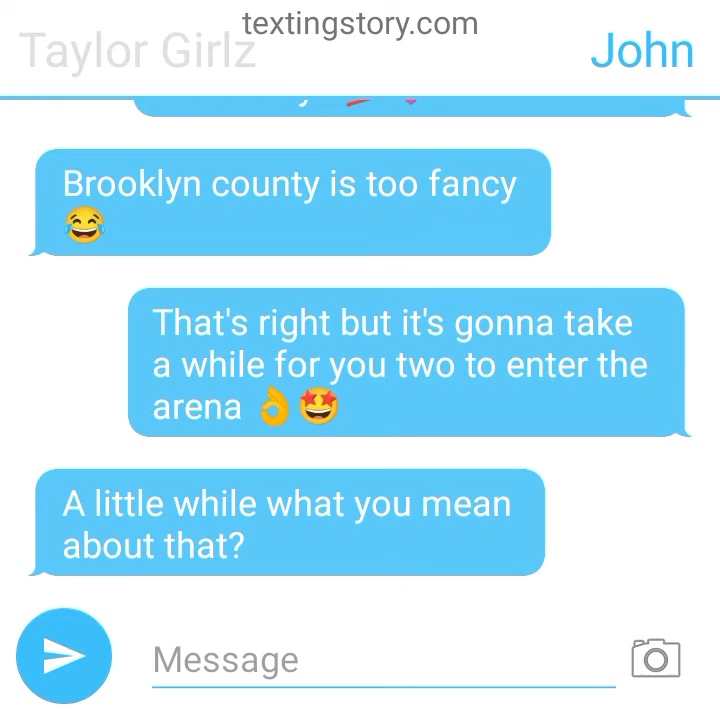 textingstory.com
Taylor Girlz
John
Brooklyn county is too fancy
😂
That's right but it's gonna take
a while for you two to enter the
arena 👌🤩
A little while what you mean
about that?
Message